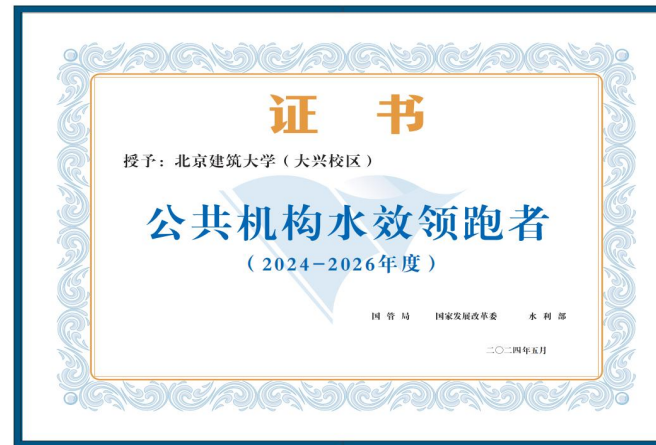 证 书
授予：北京建筑大学（大兴校区）
公共机构水效领跑者
（2024-2026年度）
国管局 国家发展改革委 水利部
二〇二四年五月